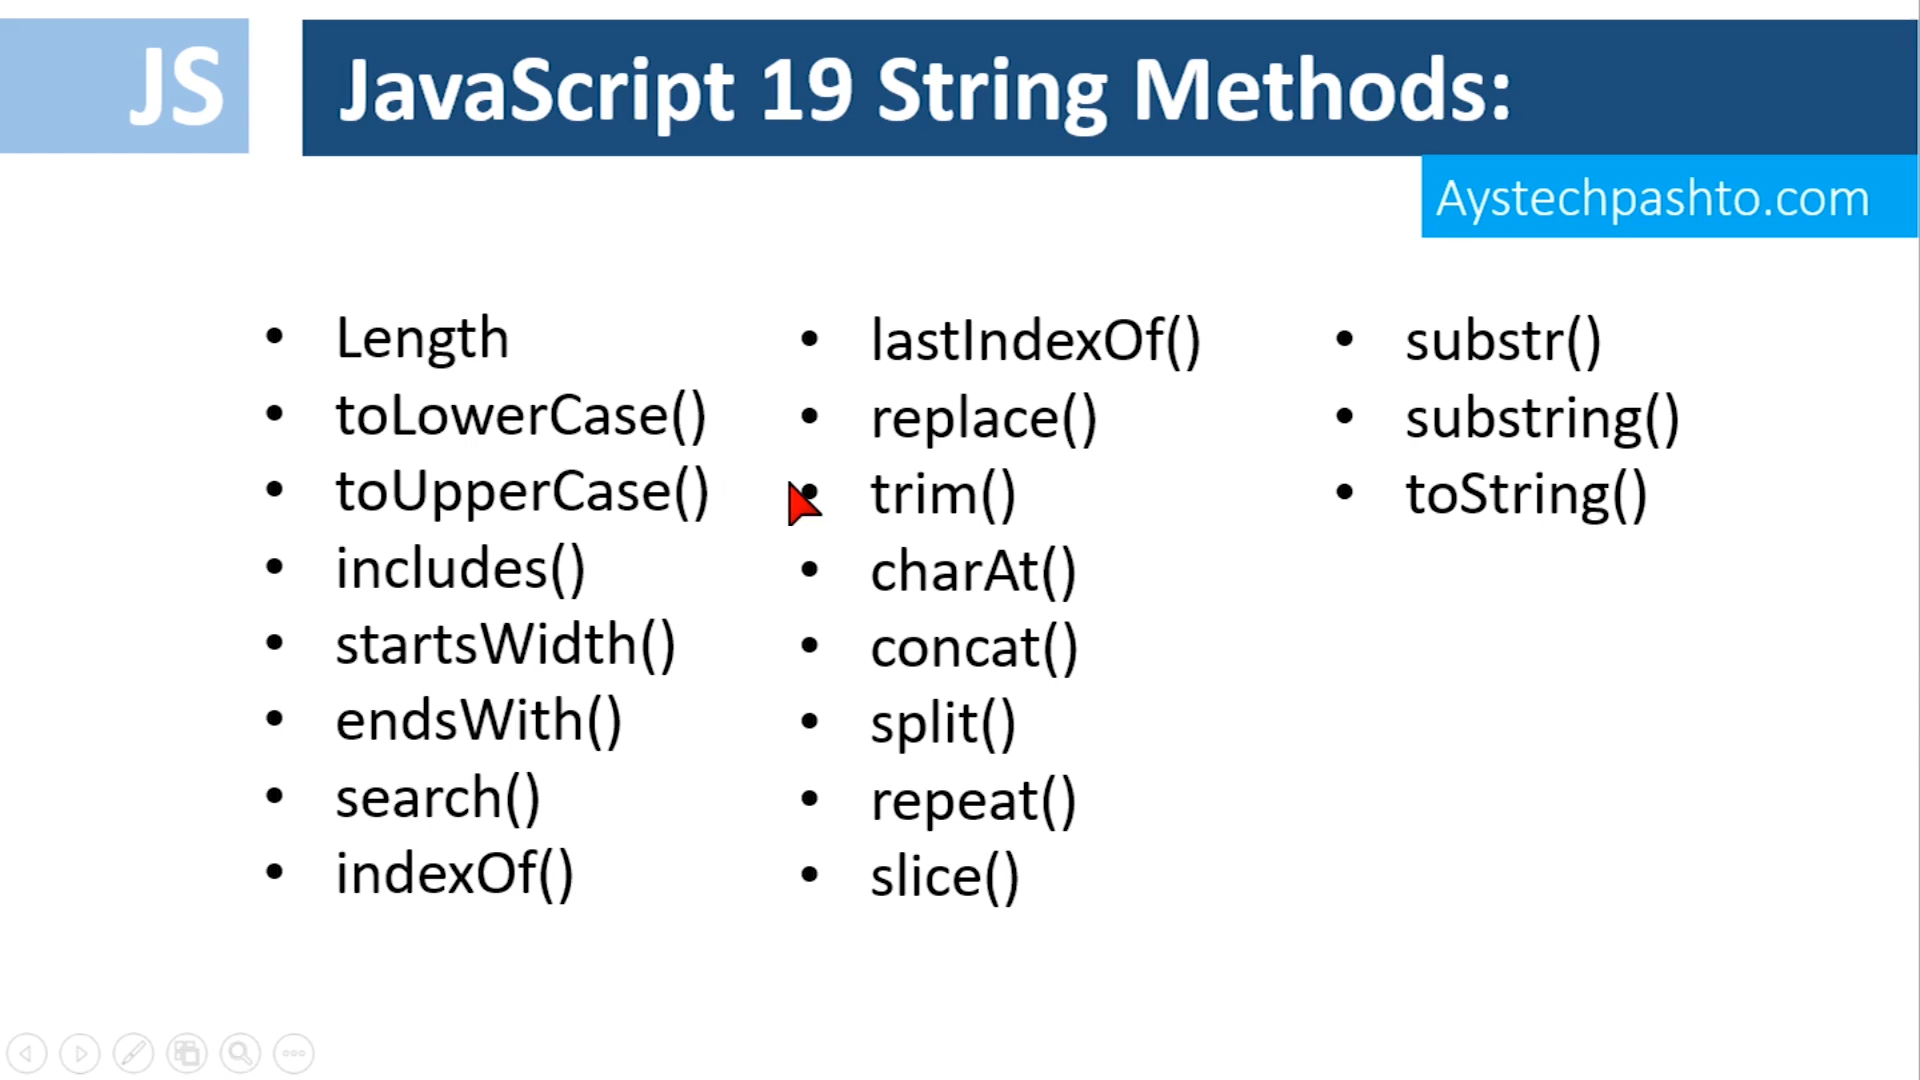 JS
JavaScript 19 String Methods:
Aystechpashto.com
• Length
• toLowerCase()
• toUpperCase()
• includes()
• startsWidth()
• endsWith()
• search()
• indexOf()
• lastIndexOf()
• replace()
• trim()
• charAt()
• concat()
• split()
• repeat()
• slice()
• substr()
• substring()
• toString()